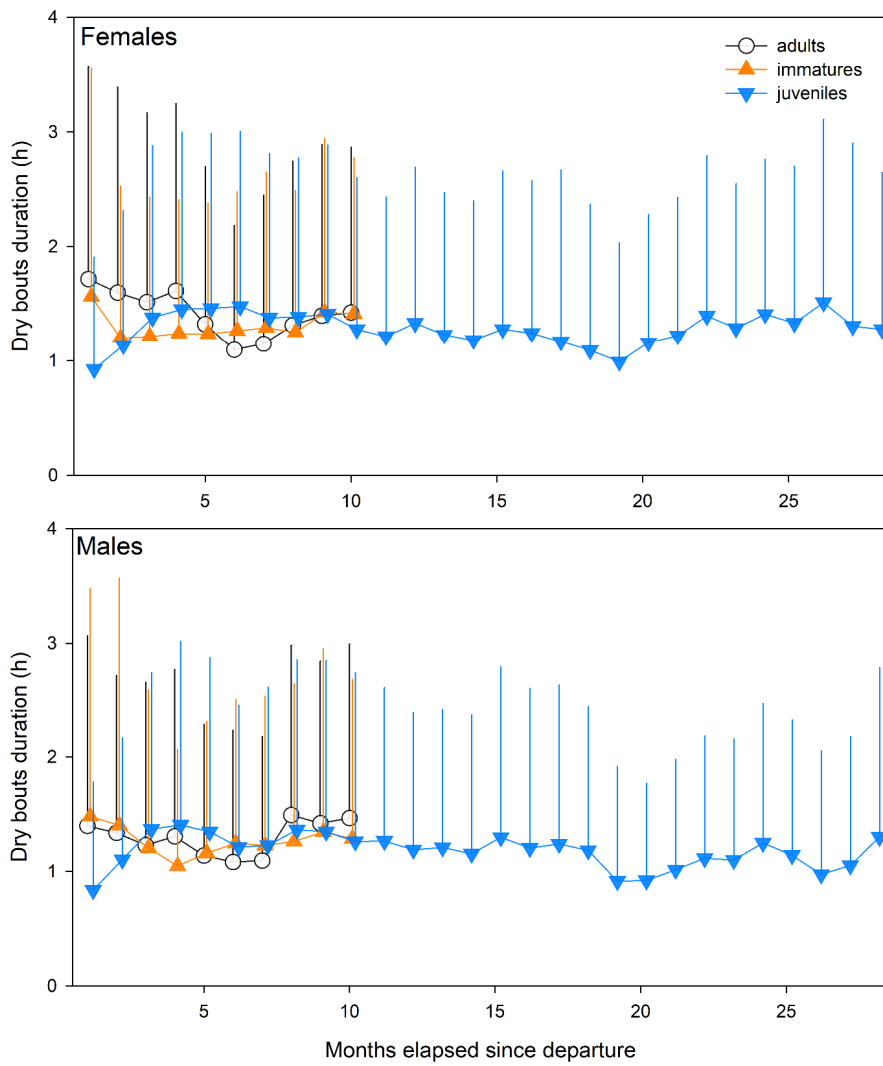 Females
adults
immatures
juveniles
Dry bouts duration (h)
4
3
2
1
0
5 10 15 20 25
Males
Dry bouts duration (h)
4
3
2
1
0
5 10 15 20 25
Months elapsed since departure